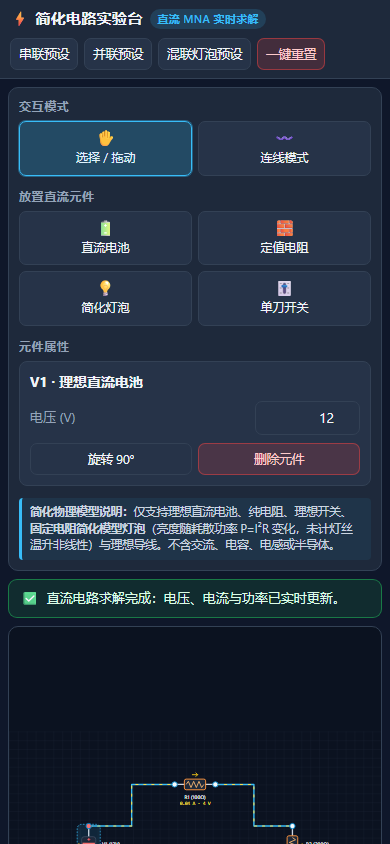 简化电路实验台
直流 MNA 实时求解
串联预设
并联预设
混联灯泡预设
一键重置
交互模式
选择 / 拖动
连线模式
放置直流元件
直流电池
定值电阻
简化灯泡
单刀开关
元件属性
V1 · 理想直流电池
电压 (V)
12
旋转 90°
删除元件
简化物理模型说明：仅支持理想直流电池、纯电阻、理想开关、
固定电阻简化模型灯泡（亮度随耗散功率 P=I²R 变化，未计灯丝
温升非线性）与理想导线。不含交流、电容、电感或半导体。
直流电路求解完成：电压、电流与功率已实时更新。
R1 (100Ω)